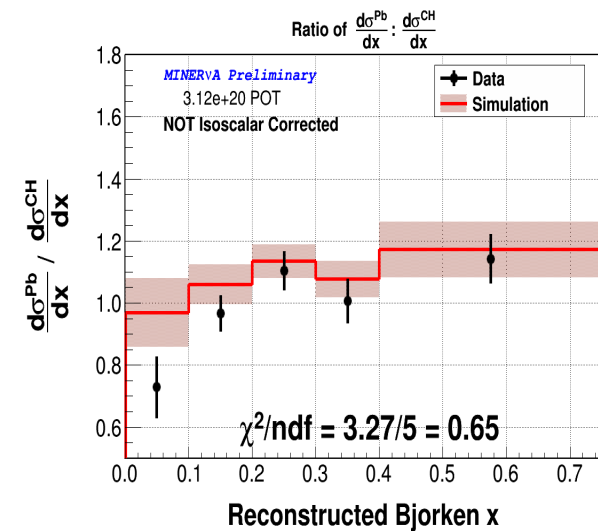 Ratio of dσ^Pb/dx : dσ^CH/dx
MINERνA Preliminary
3.12e+20 POT
NOT Isoscalar Corrected
Data
Simulation
dσ^Pb/dx / dσ^CH/dx
1.8
1.6
1.4
1.2
1.0
0.8
0.6
χ²/ndf = 3.27/5 = 0.65
0.0 0.1 0.2 0.3 0.4 0.5 0.6 0.7
Reconstructed Bjorken x